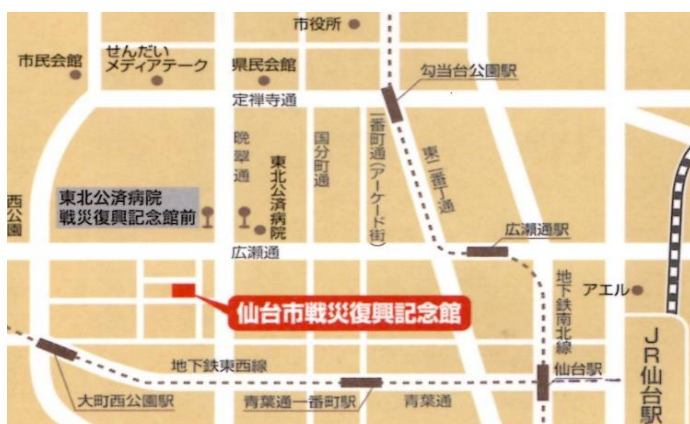 市役所
市民会館
せんだい
メディアテーク
県民会館
勾当台公園駅
定禅寺通
晩翠通
国分町通
一番町通(アーケード街)
東二番丁通
東北公済病院
西公園
東北公済病院
戦災復興記念館前
広瀬通駅
広瀬通
地下鉄南北線
アエル
仙台市戦災復興記念館
JR仙台駅
地下鉄東西線
仙台駅
大町西公園駅
青葉通一番町駅
青葉通